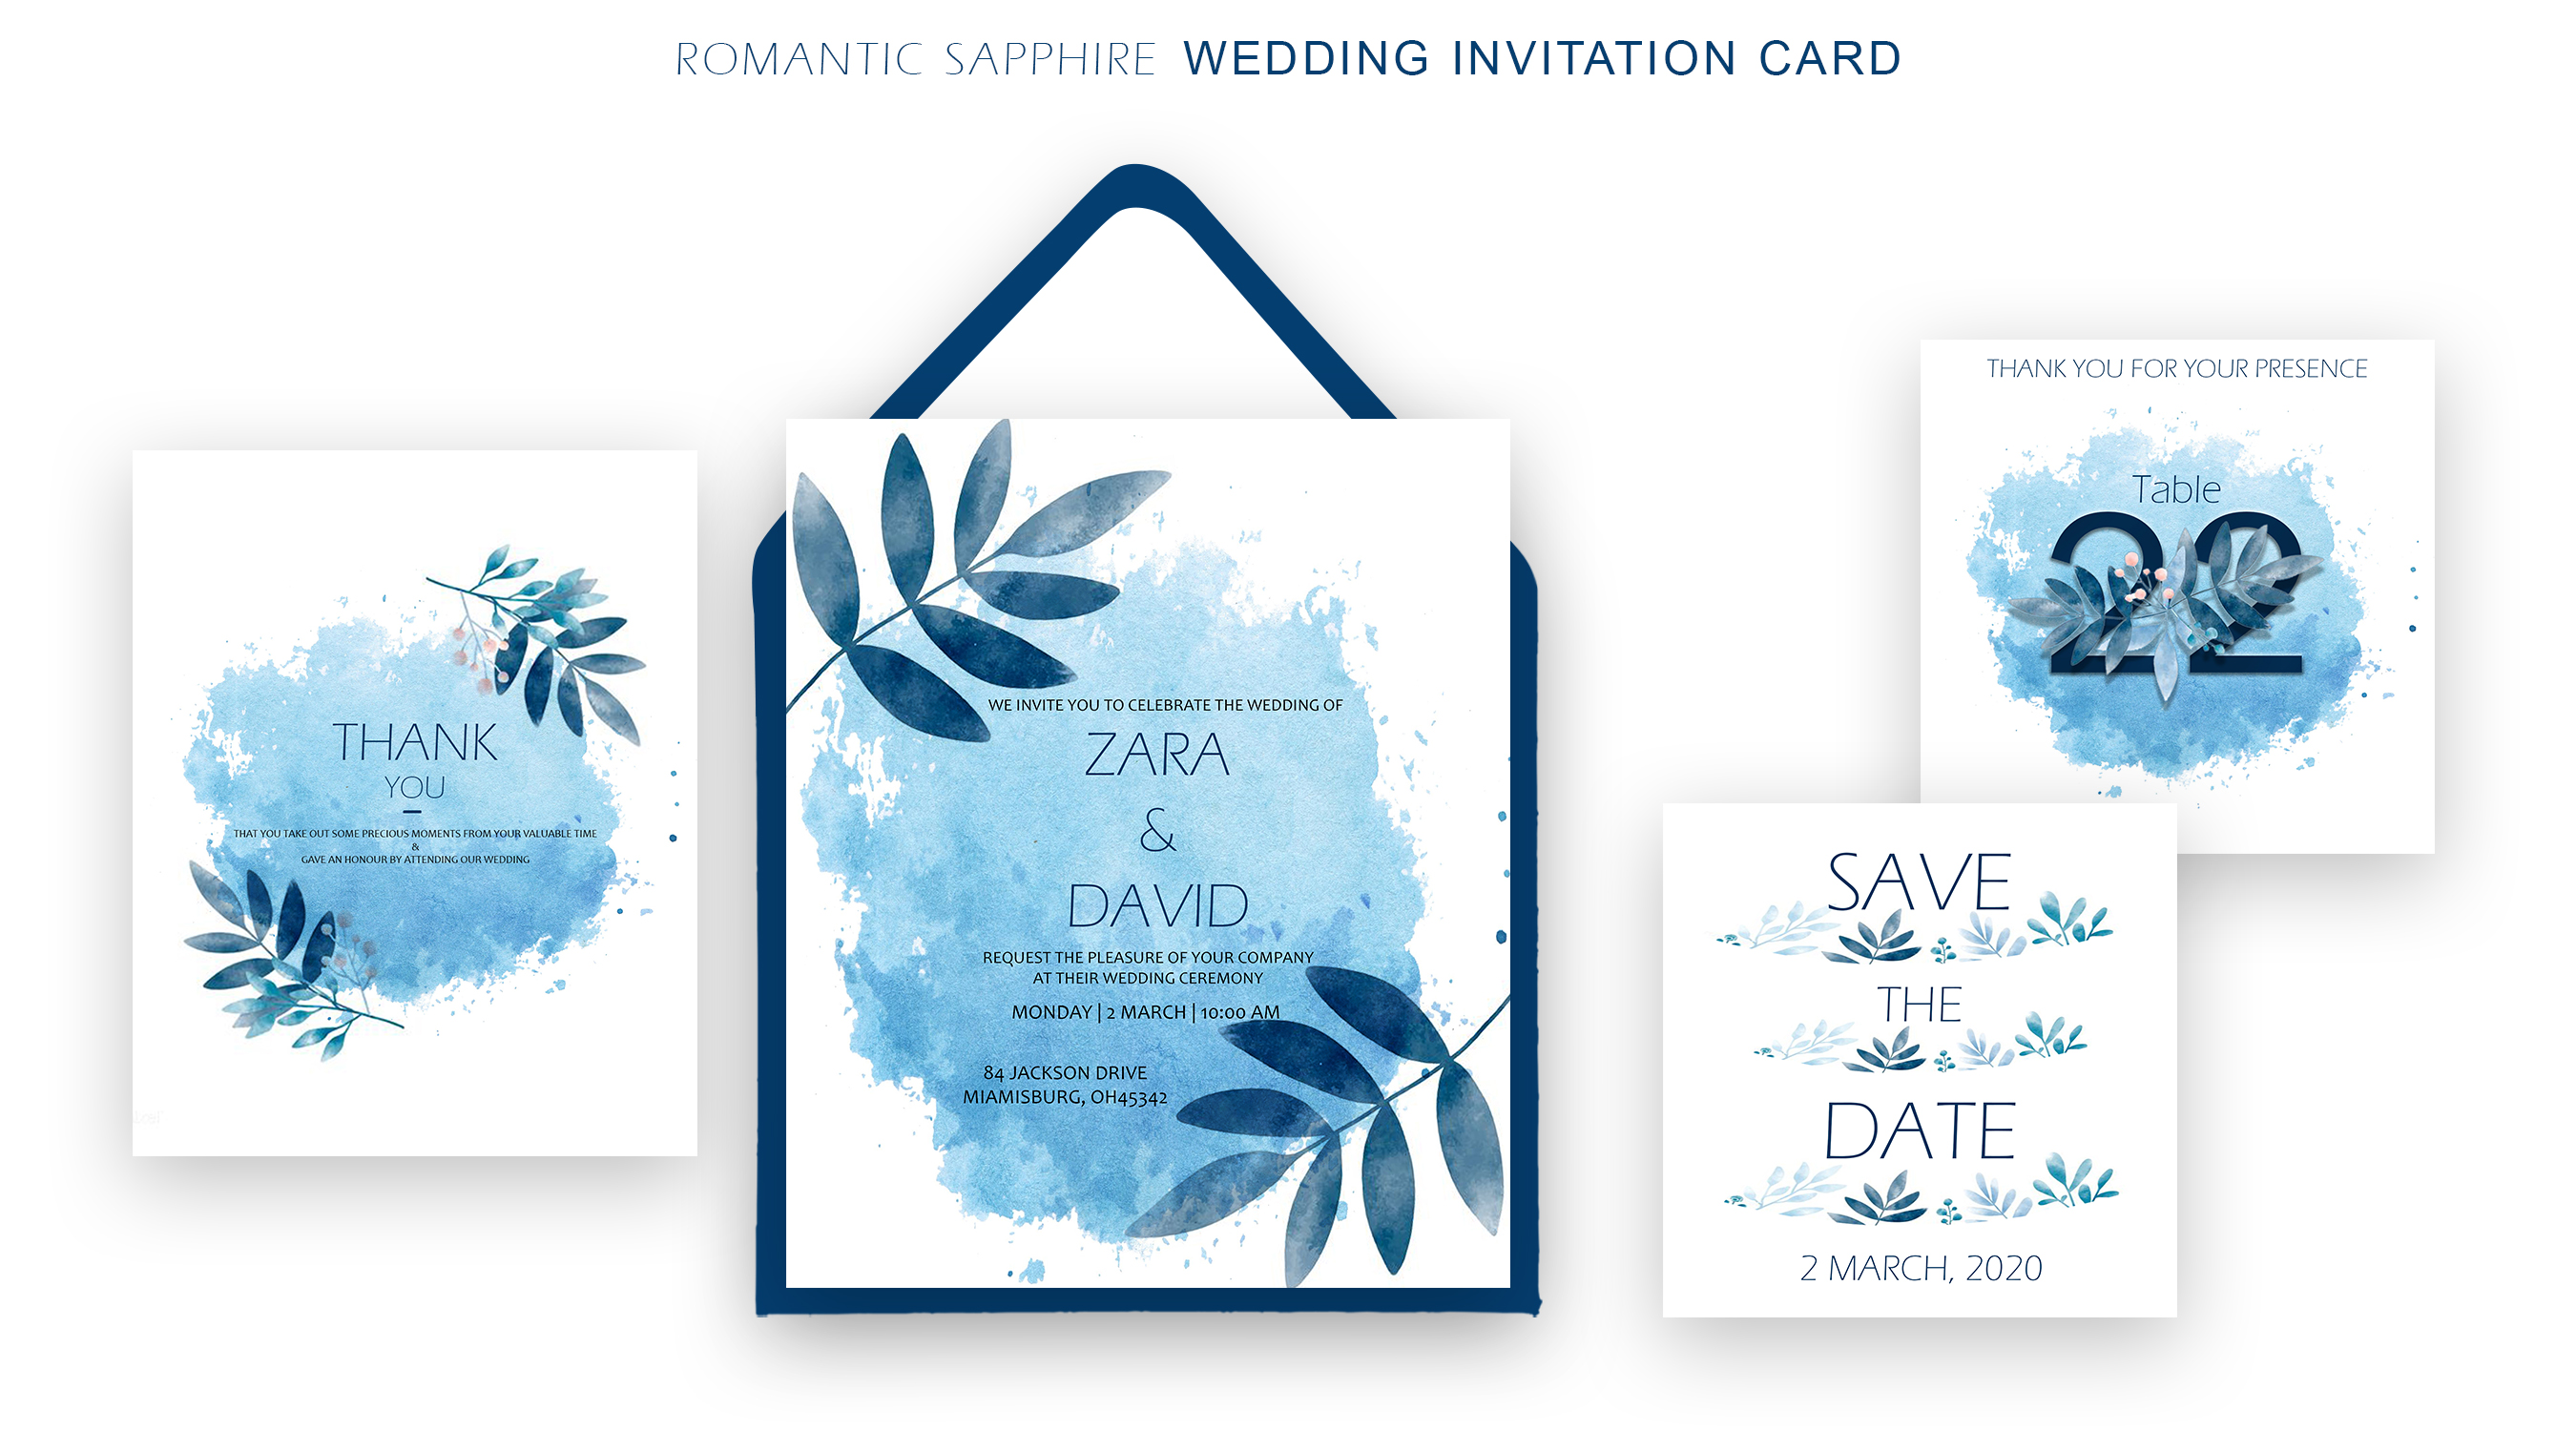 ROMANTIC SAPPHIRE WEDDING INVITATION CARD
THANK
YOU
THAT YOU TAKE OUT SOME PRECIOUS MOMENTS FROM YOUR VALUABLE TIME
&
GAVE AN HONOUR BY ATTENDING OUR WEDDING
WE INVITE YOU TO CELEBRATE THE WEDDING OF
ZARA
&
DAVID
REQUEST THE PLEASURE OF YOUR COMPANY
AT THEIR WEDDING CEREMONY
MONDAY | 2 MARCH | 10:00 AM
84 JACKSON DRIVE
MIAMISBURG, OH45342
THANK YOU FOR YOUR PRESENCE
Table
22
SAVE
THE
DATE
2 MARCH, 2020